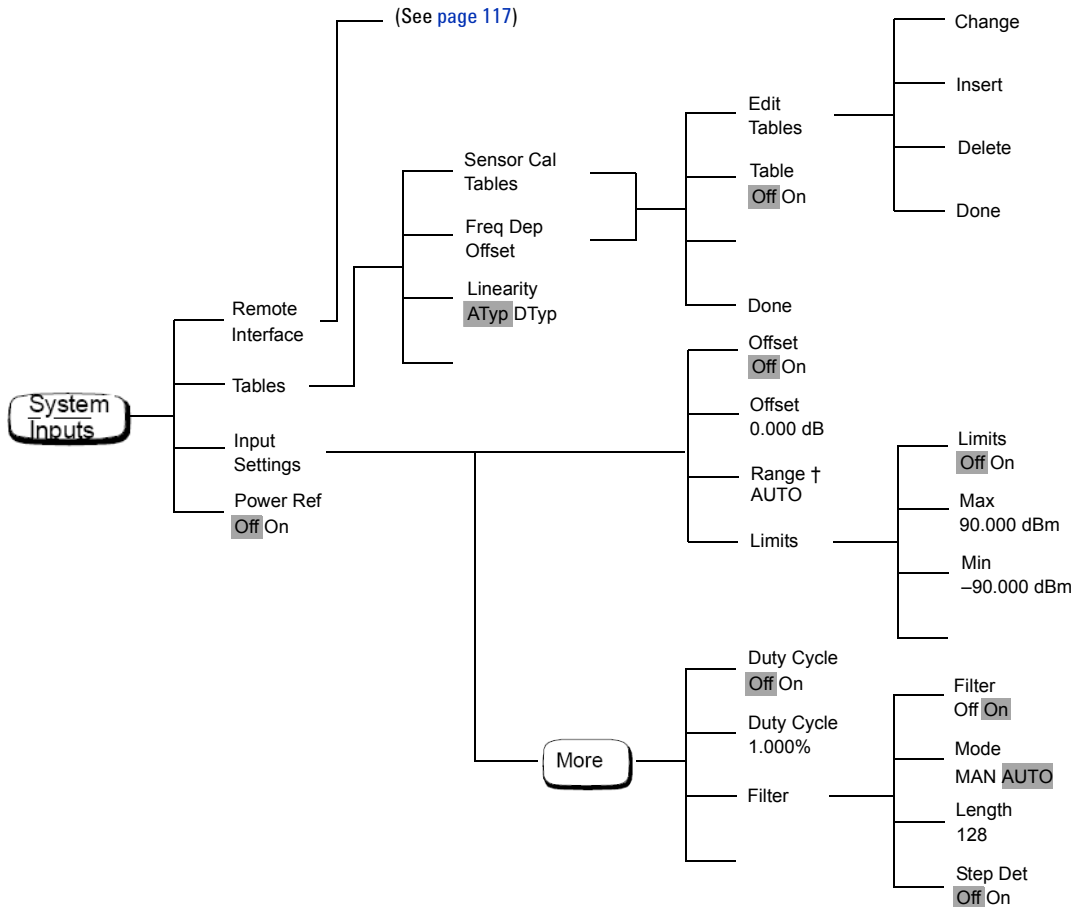 (See page 117)
Change
Insert
Delete
Done
Edit
Tables
Table
Off On
Done
Sensor Cal
Tables
Freq Dep
Offset
Linearity
ATyp DTyp
Remote
Interface
Tables
Input
Settings
Power Ref
Off On
System
Inputs
Offset
Off On
Offset
0.000 dB
Range †
AUTO
Limits
Limits
Off On
Max
90.000 dBm
Min
–90.000 dBm
More
Duty Cycle
Off On
Duty Cycle
1.000%
Filter
Filter
Off On
Mode
MAN AUTO
Length
128
Step Det
Off On